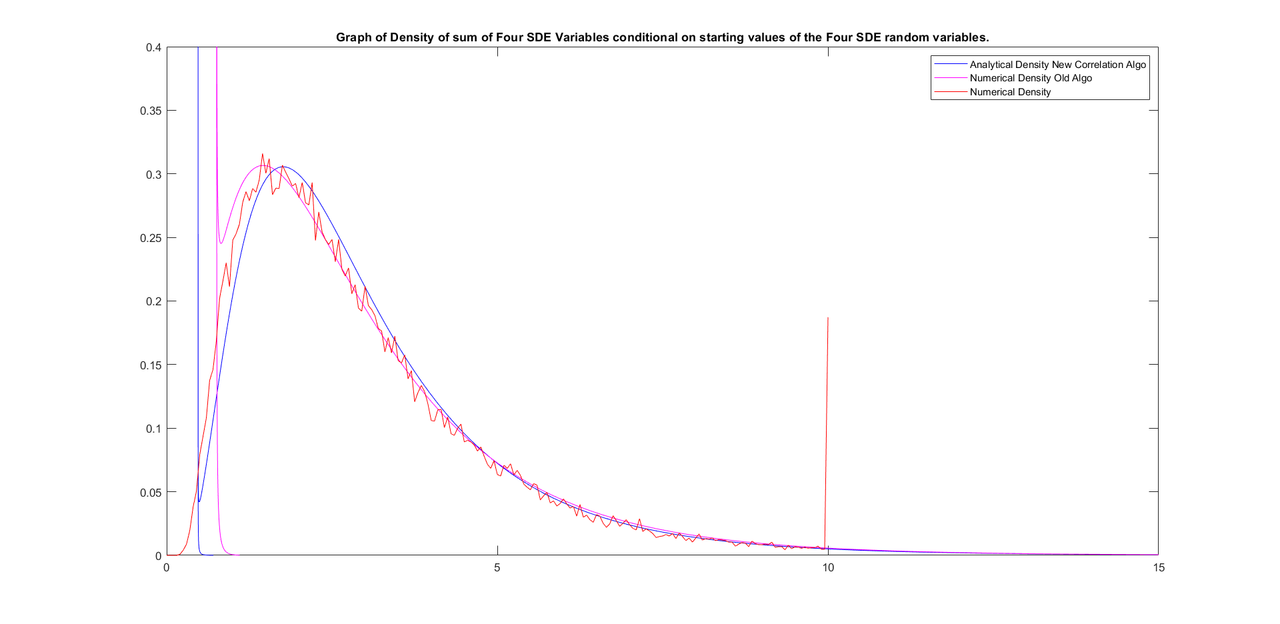 Graph of Density of sum of Four SDE Variables conditional on starting values of the Four SDE random variables.
Analytical Density New Correlation Algo
Numerical Density Old Algo
Numerical Density
0.4
0.35
0.3
0.25
0.2
0.15
0.1
0.05
0
0 5 10 15